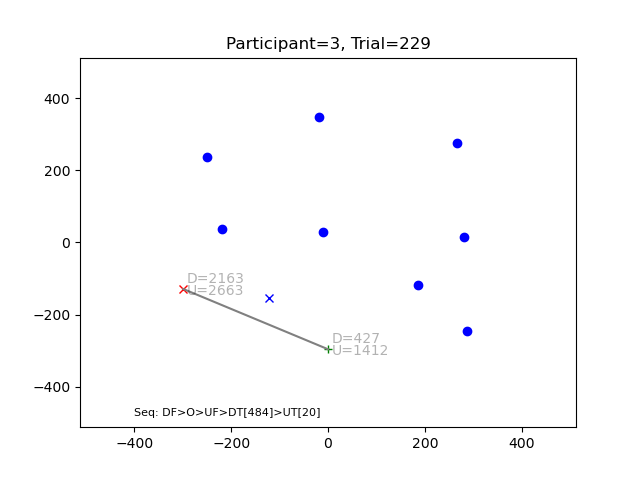 Participant=3, Trial=229
400
200
0
−200
−400
D=2163
U=2663
D=427
U=1412
Seq: DF>O>UF>DT[484]>UT[20]
−400
−200
0
200
400